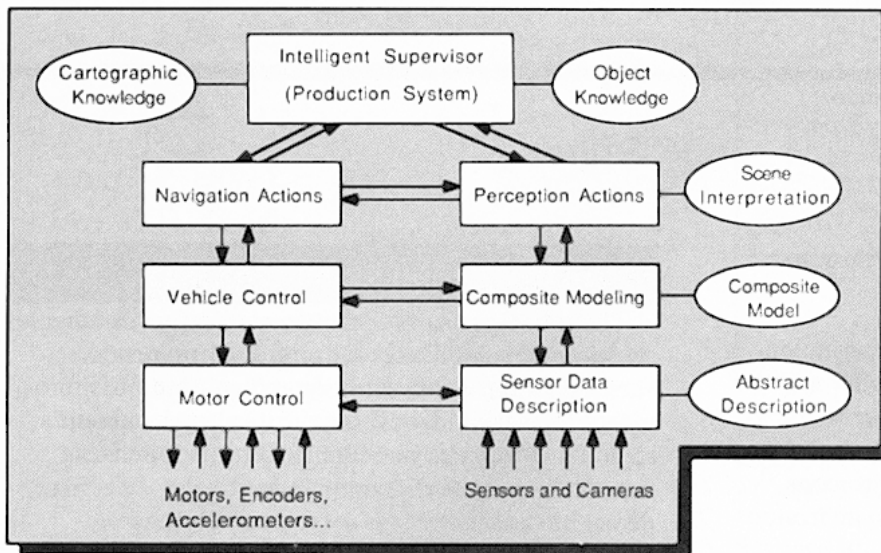 Intelligent Supervisor
(Production System)
Cartographic
Knowledge
Object
Knowledge
Navigation Actions
Perception Actions
Scene
Interpretation
Vehicle Control
Composite Modeling
Composite
Model
Motor Control
Sensor Data
Description
Abstract
Description
Motors, Encoders,
Accelerometers...
Sensors and Cameras